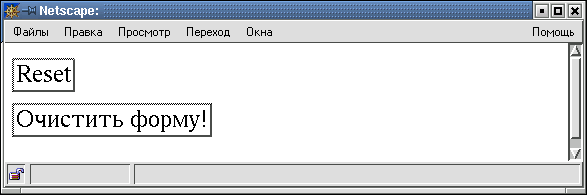 Netscape:
Файлы Правка Просмотр Переход Окна Помощь
Reset
Очистить форму!